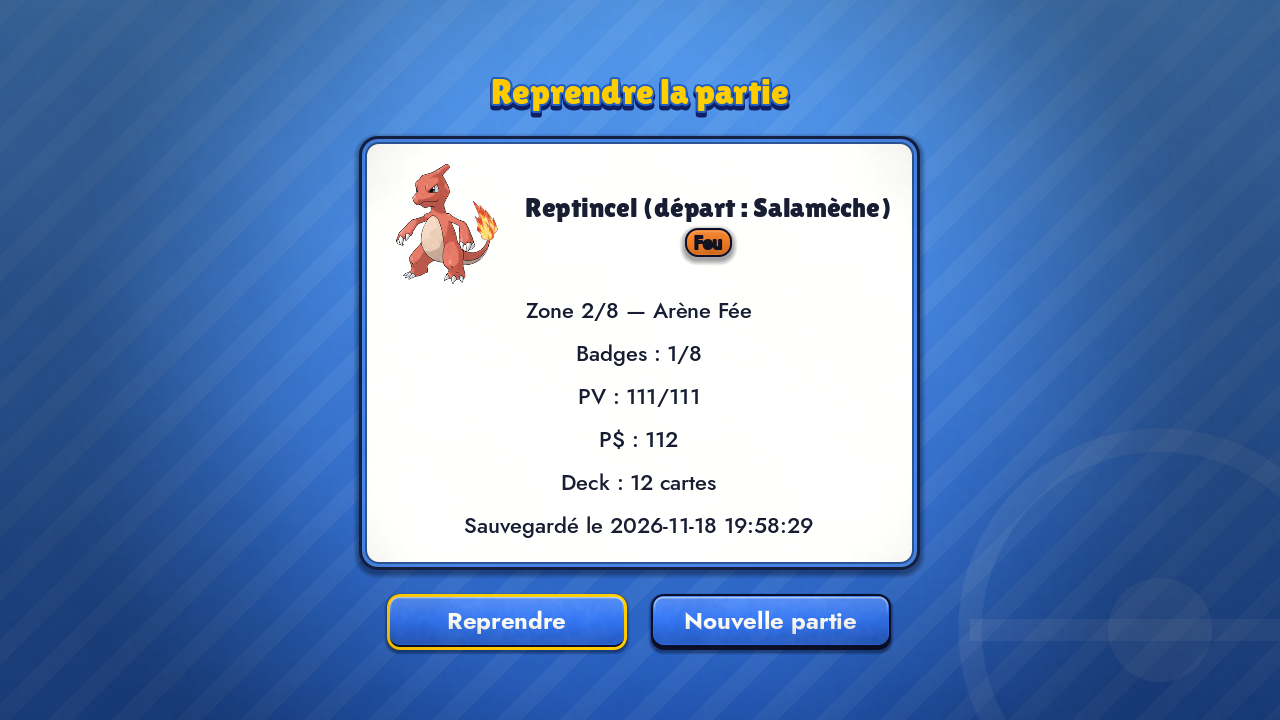 Reprendre la partie
Reptincel (départ : Salamèche)
Feu
Zone 2/8 — Arène Fée
Badges : 1/8
PV : 111/111
P$ : 112
Deck : 12 cartes
Sauvegardé le 2026-11-18 19:58:29
Reprendre
Nouvelle partie